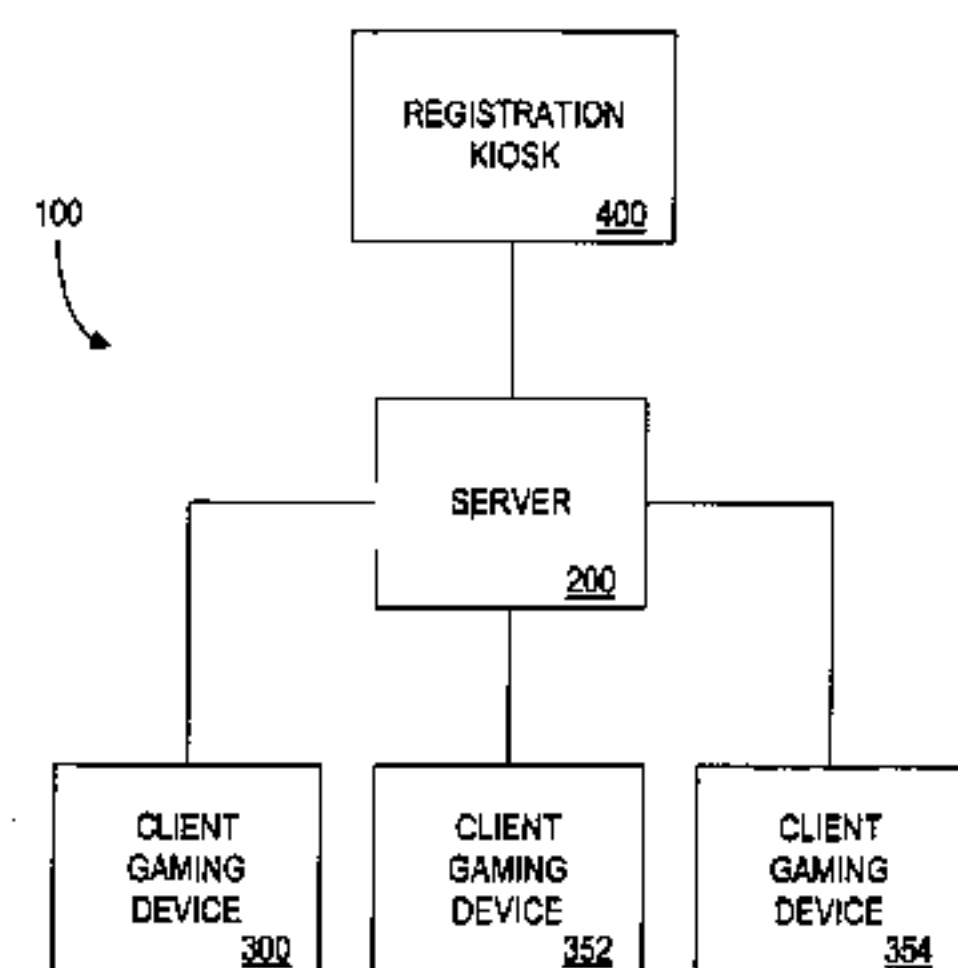 REGISTRATION
KIOSK
400
100
SERVER
200
CLIENT
GAMING
DEVICE
300
CLIENT
GAMING
DEVICE
352
CLIENT
GAMING
DEVICE
354